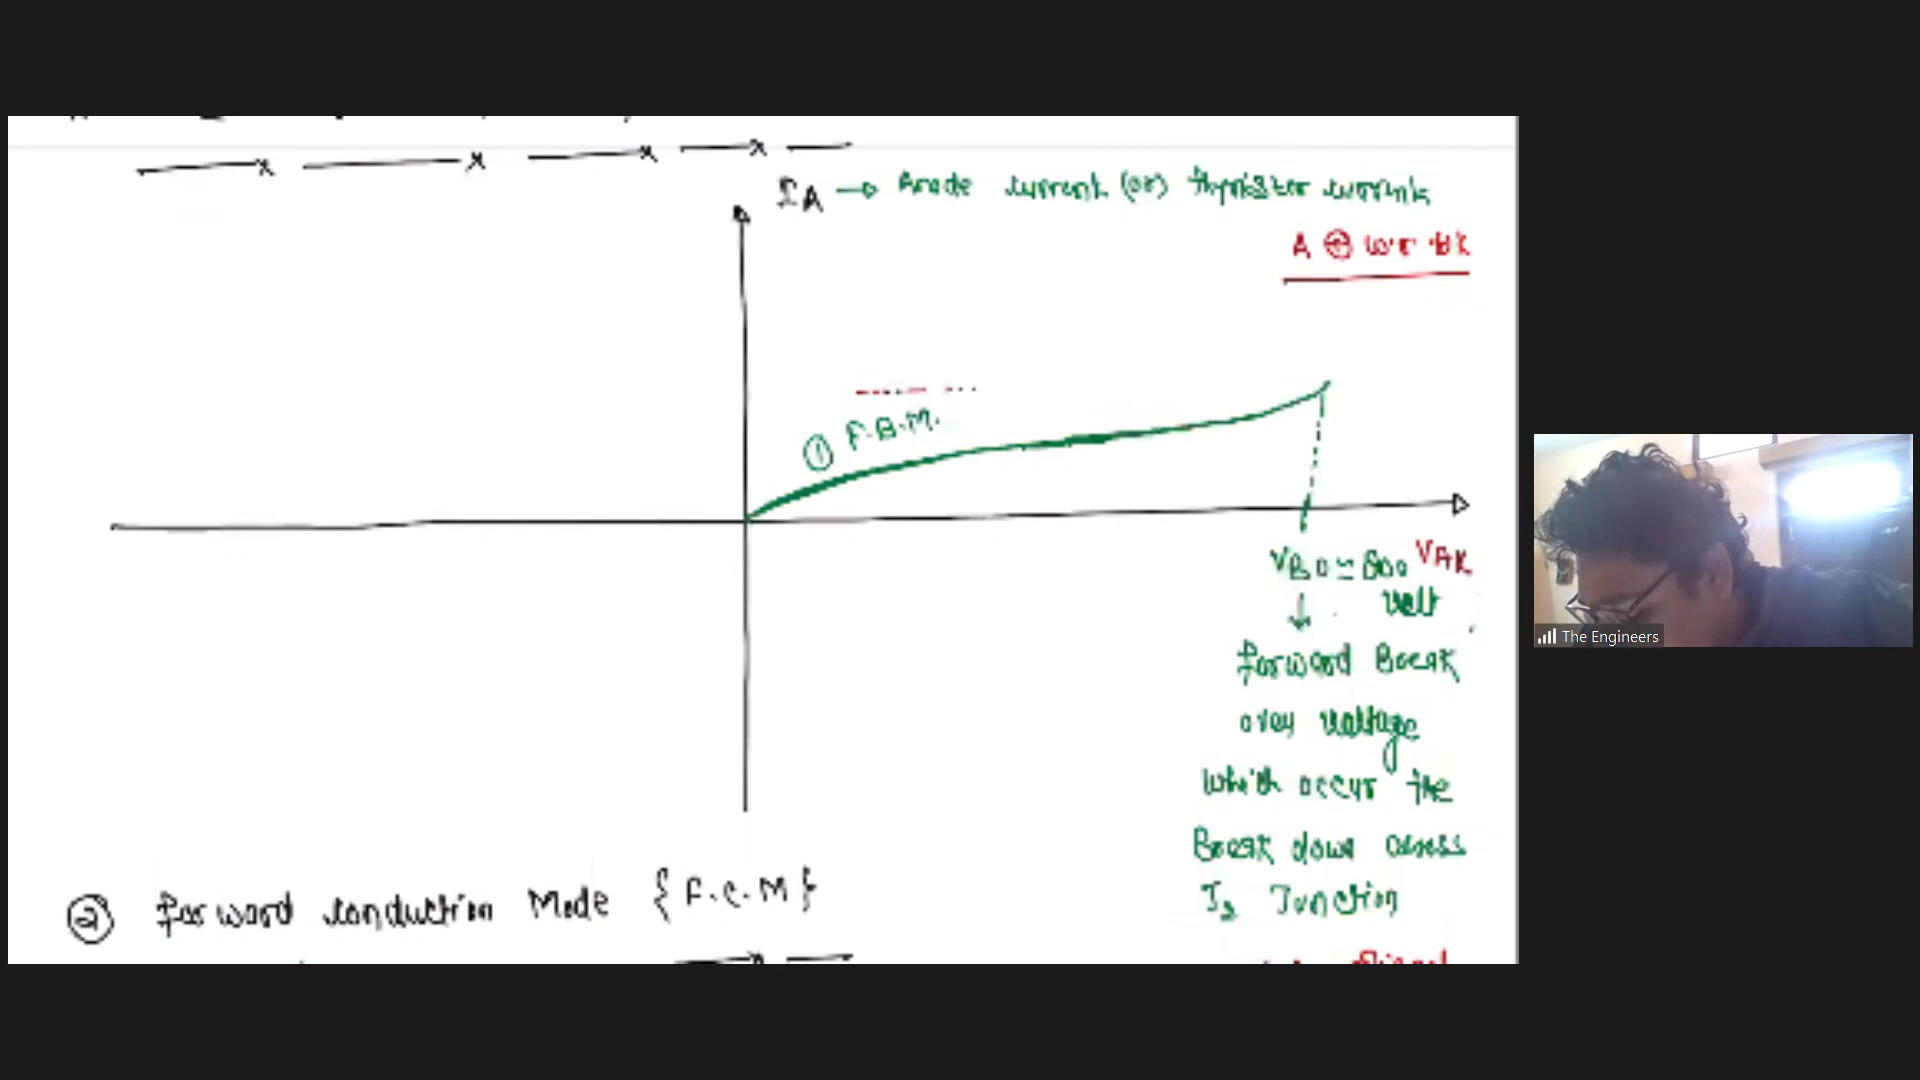 IA → Anode current (or) thyristor current
A ⊕ w.r.t K
① F.B.M.
VBO ≃ 800 VAK
volt
↓
forward Break
over voltage
which occur the
Break down across
J2 Junction
② forward conduction Mode {F.C.M}
The Engineers